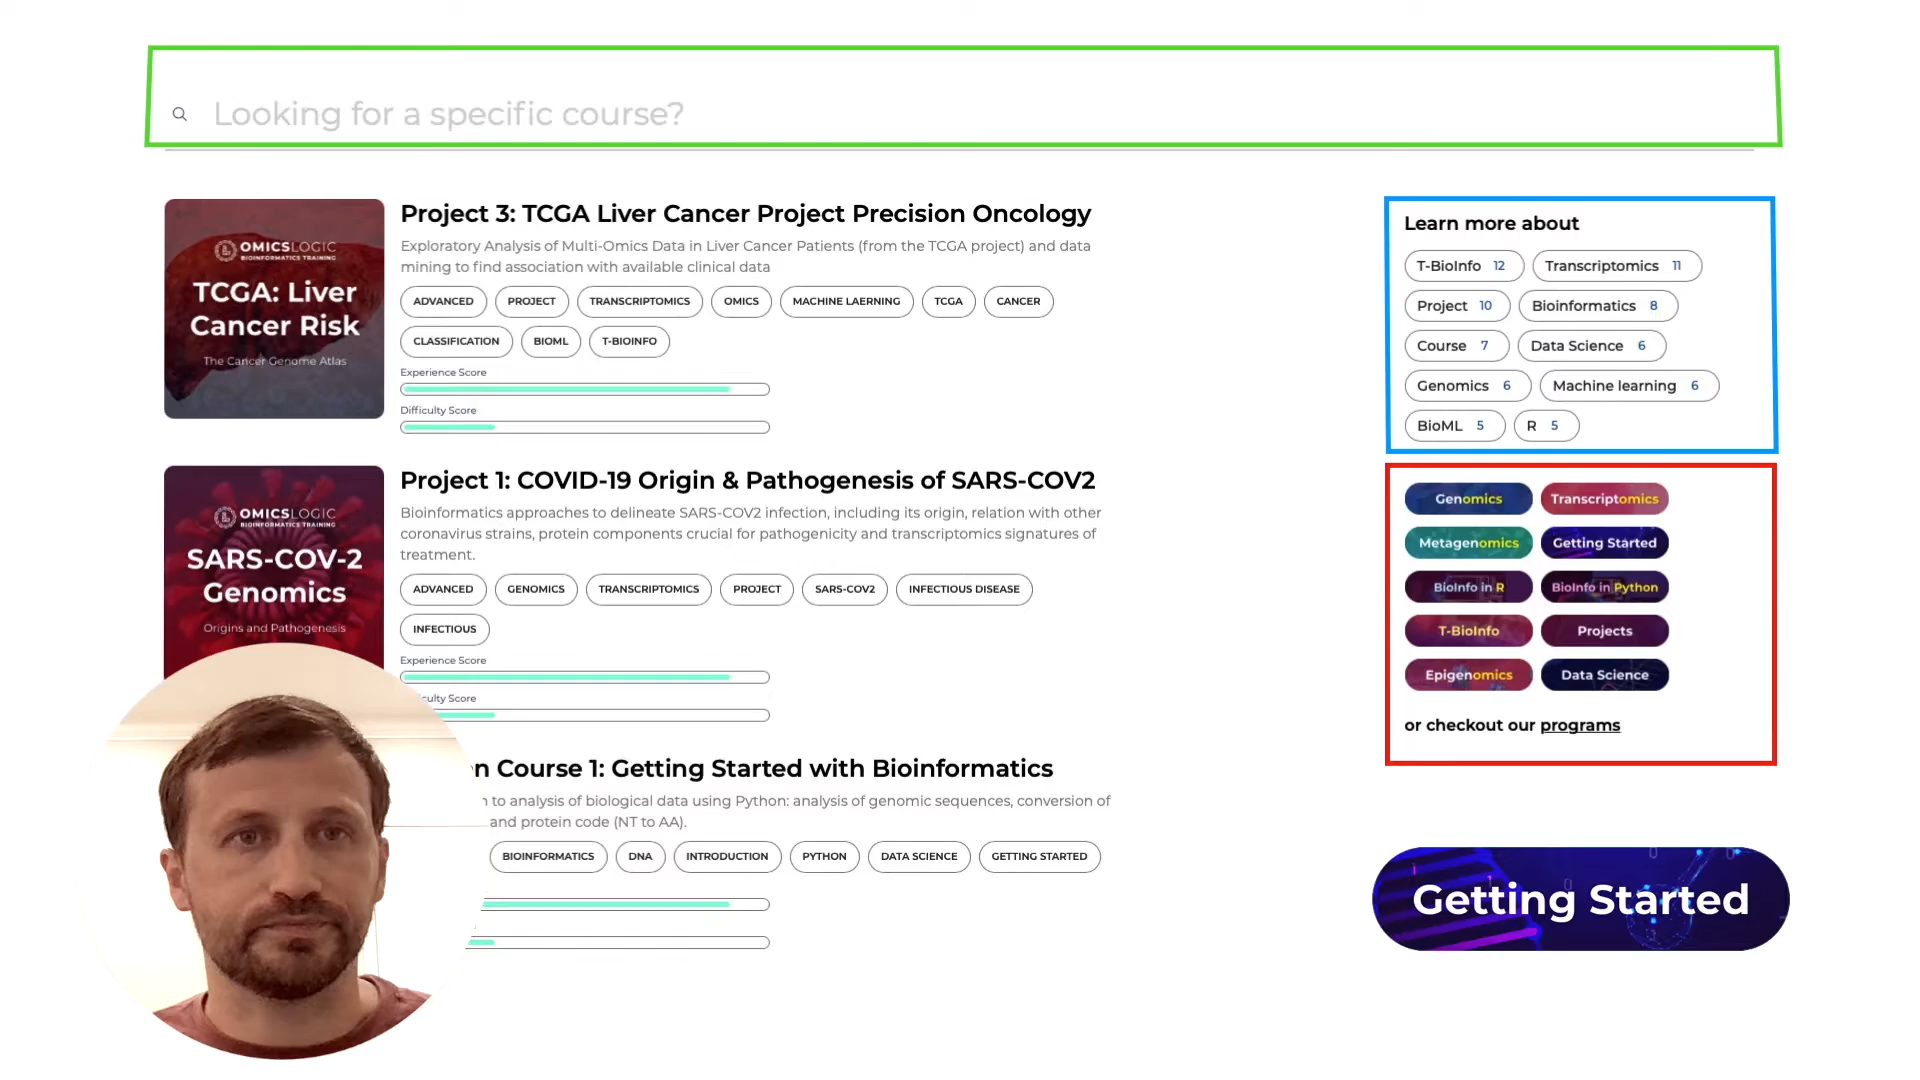 Looking for a specific course?
OMICSLOGIC
BIOINFORMATICS TRAINING
TCGA: Liver
Cancer Risk
The Cancer Genome Atlas
Project 3: TCGA Liver Cancer Project Precision Oncology
Exploratory Analysis of Multi-Omics Data in Liver Cancer Patients (from the TCGA project) and data
mining to find association with available clinical data
ADVANCED PROJECT TRANSCRIPTOMICS OMICS MACHINE LAERNING TCGA CANCER
CLASSIFICATION BIOML T-BIOINFO
Experience Score
Difficulty Score
OMICSLOGIC
BIOINFORMATICS TRAINING
SARS-COV-2
Genomics
Origins and Pathogenesis
Project 1: COVID-19 Origin & Pathogenesis of SARS-COV2
Bioinformatics approaches to delineate SARS-COV2 infection, including its origin, relation with other
coronavirus strains, protein components crucial for pathogenicity and transcriptomics signatures of
treatment.
ADVANCED GENOMICS TRANSCRIPTOMICS PROJECT SARS-COV2 INFECTIOUS DISEASE
INFECTIOUS
Experience Score
culty Score
n Course 1: Getting Started with Bioinformatics
to analysis of biological data using Python: analysis of genomic sequences, conversion of
and protein code (NT to AA).
BIOINFORMATICS DNA INTRODUCTION PYTHON DATA SCIENCE GETTING STARTED
Learn more about
T-BioInfo 12 Transcriptomics 11
Project 10 Bioinformatics 8
Course 7 Data Science 6
Genomics 6 Machine learning 6
BioML 5 R 5
Genomics Transcriptomics
Metagenomics Getting Started
BioInfo in R BioInfo in Python
T-BioInfo Projects
Epigenomics Data Science
or checkout our programs
Getting Started